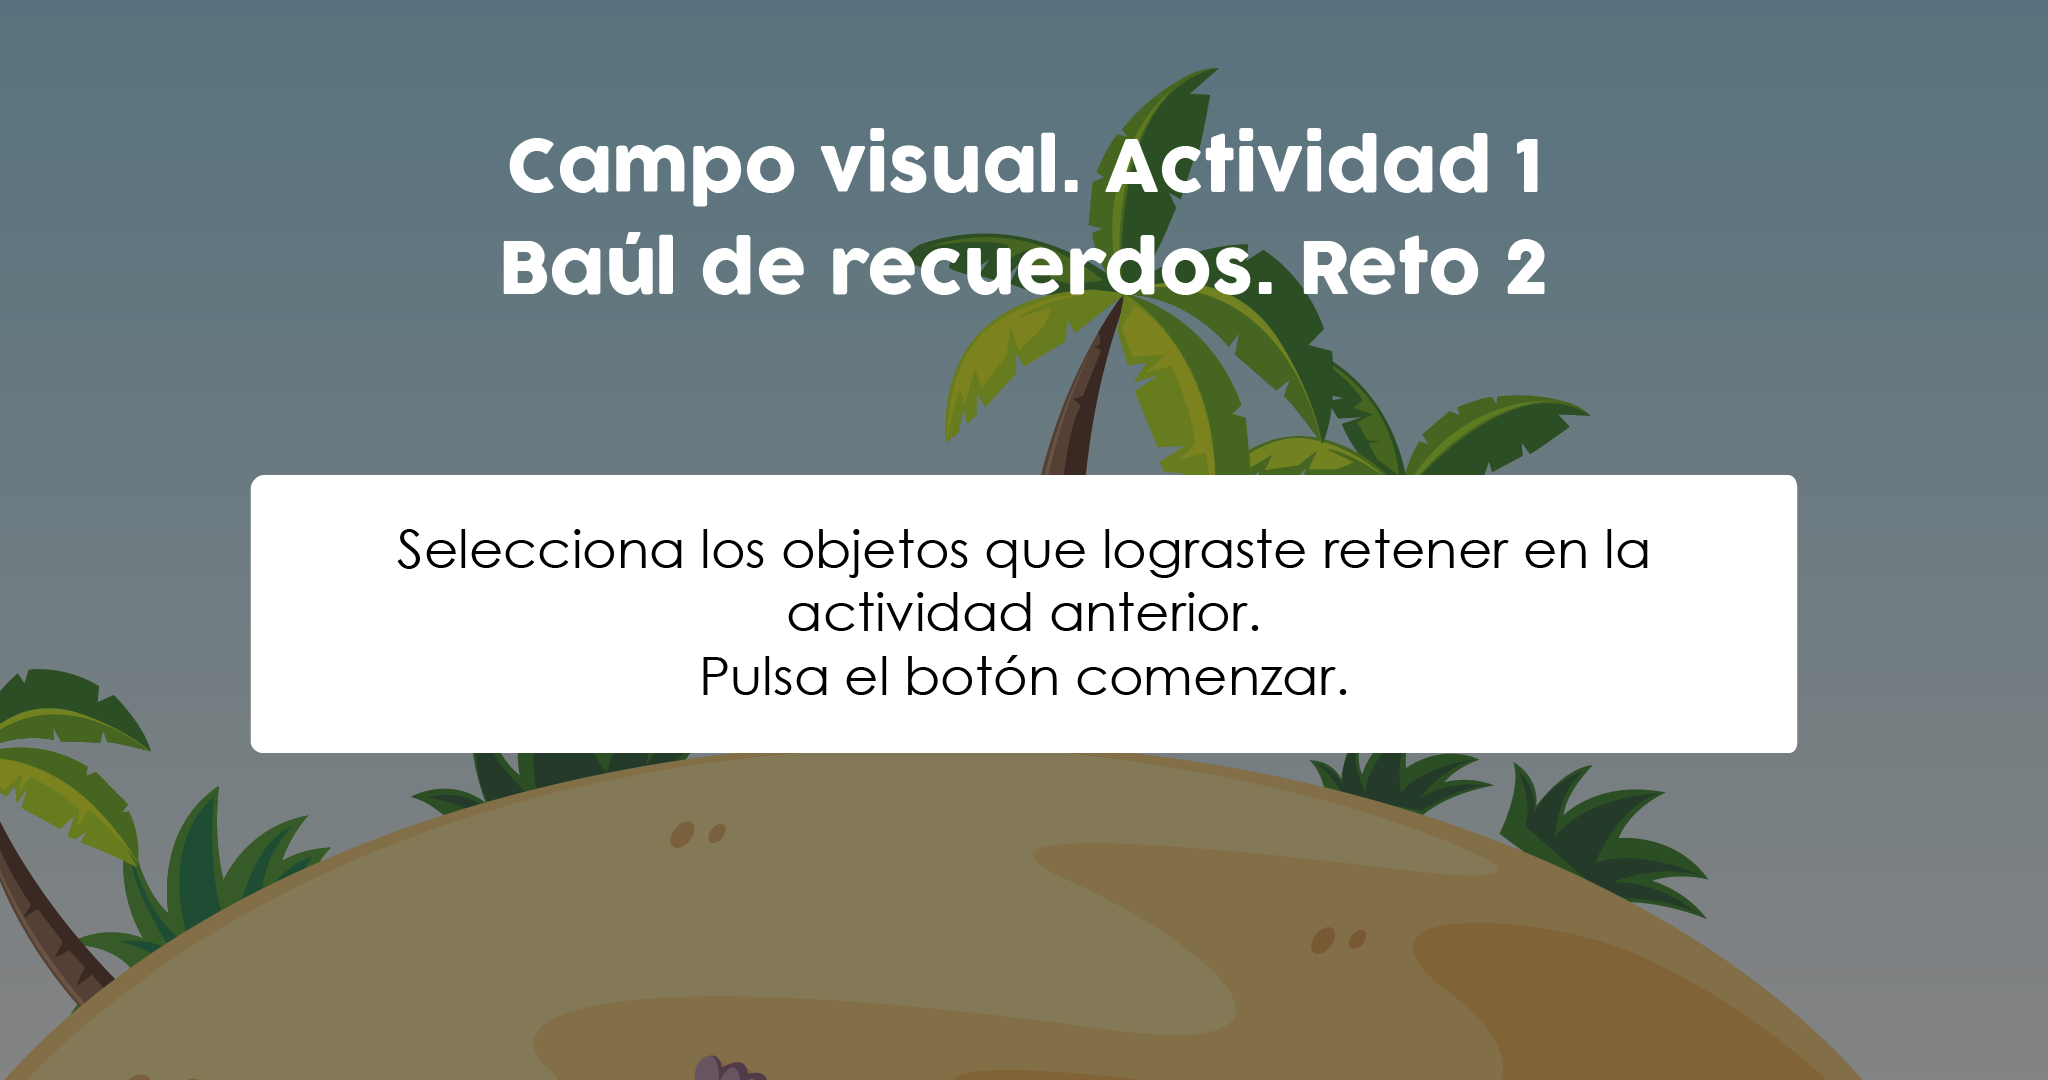 Campo visual. Actividad 1
Baúl de recuerdos. Reto 2
Selecciona los objetos que lograste retener en la
actividad anterior.
Pulsa el botón comenzar.